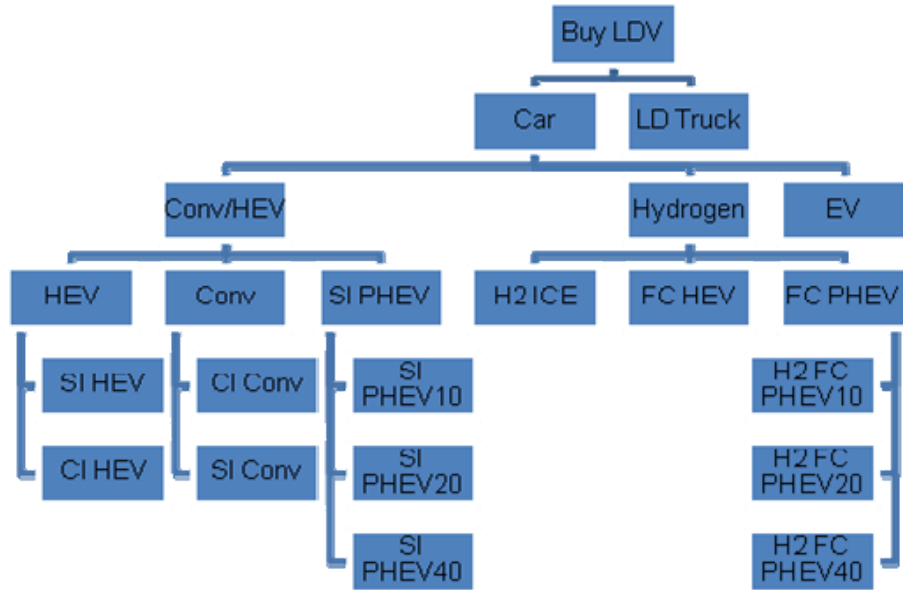 Buy LDV
Car
LD Truck
Conv/HEV
Hydrogen
EV
HEV
Conv
SI PHEV
H2 ICE
FC HEV
FC PHEV
SI HEV
CI Conv
SI
PHEV10
H2 FC
PHEV10
CI HEV
SI Conv
SI
PHEV20
H2 FC
PHEV20
SI
PHEV40
H2 FC
PHEV40